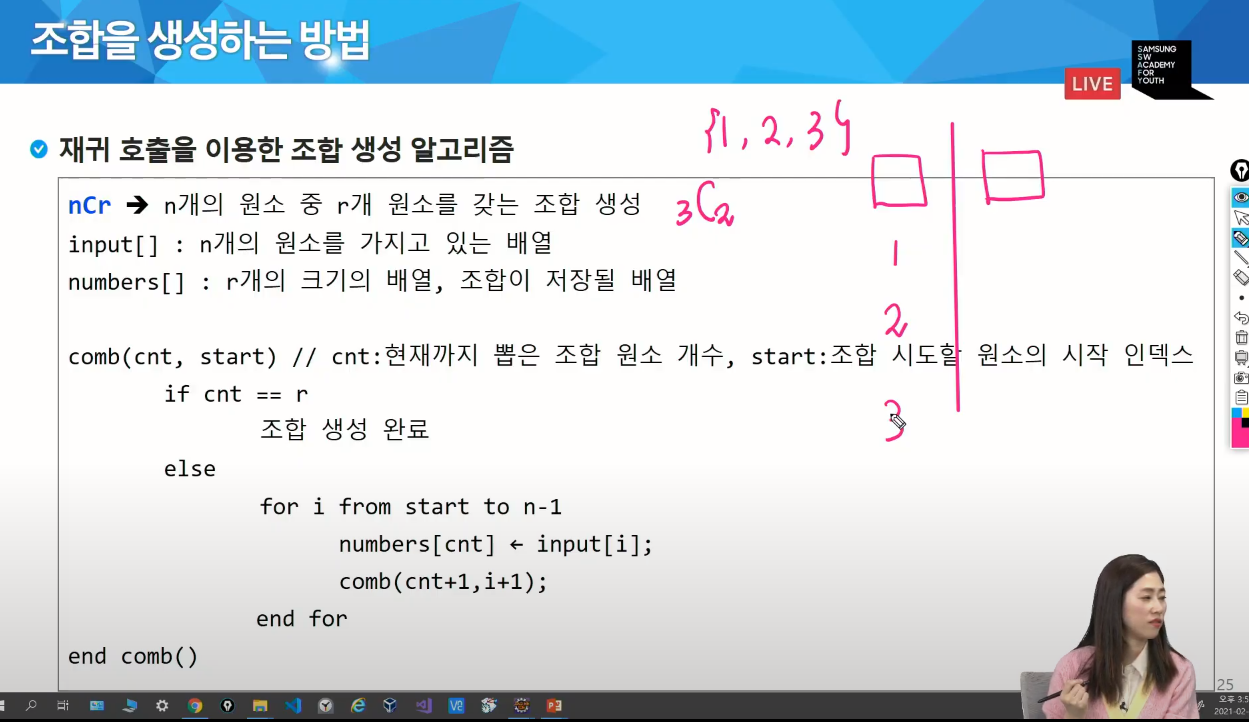 조합을 생성하는 방법
SAMSUNG
SW
ACADEMY
FOR
YOUTH
LIVE
{1, 2, 3}
재귀 호출을 이용한 조합 생성 알고리즘
nCr ➔ n개의 원소 중 r개 원소를 갖는 조합 생성
3C2
input[] : n개의 원소를 가지고 있는 배열
1
numbers[] : r개의 크기의 배열, 조합이 저장될 배열
2
comb(cnt, start) // cnt:현재까지 뽑은 조합 원소 개수, start:조합 시도할 원소의 시작 인덱스
if cnt == r
3
조합 생성 완료
else
for i from start to n-1
numbers[cnt] ← input[i];
comb(cnt+1,i+1);
end for
end comb()
25
오후 3:5
2021-02